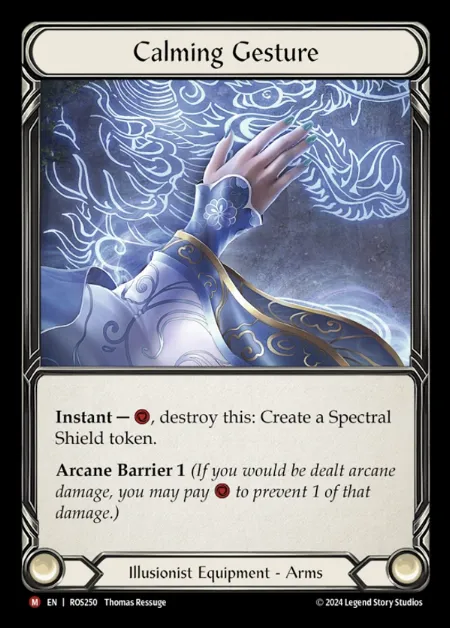 Calming Gesture
Instant — , destroy this: Create a Spectral
Shield token.
Arcane Barrier 1 (If you would be dealt arcane
damage, you may pay to prevent 1 of that
damage.)
Illusionist Equipment - Arms
M EN | ROS250 Thomas Ressuge © 2024 Legend Story Studios